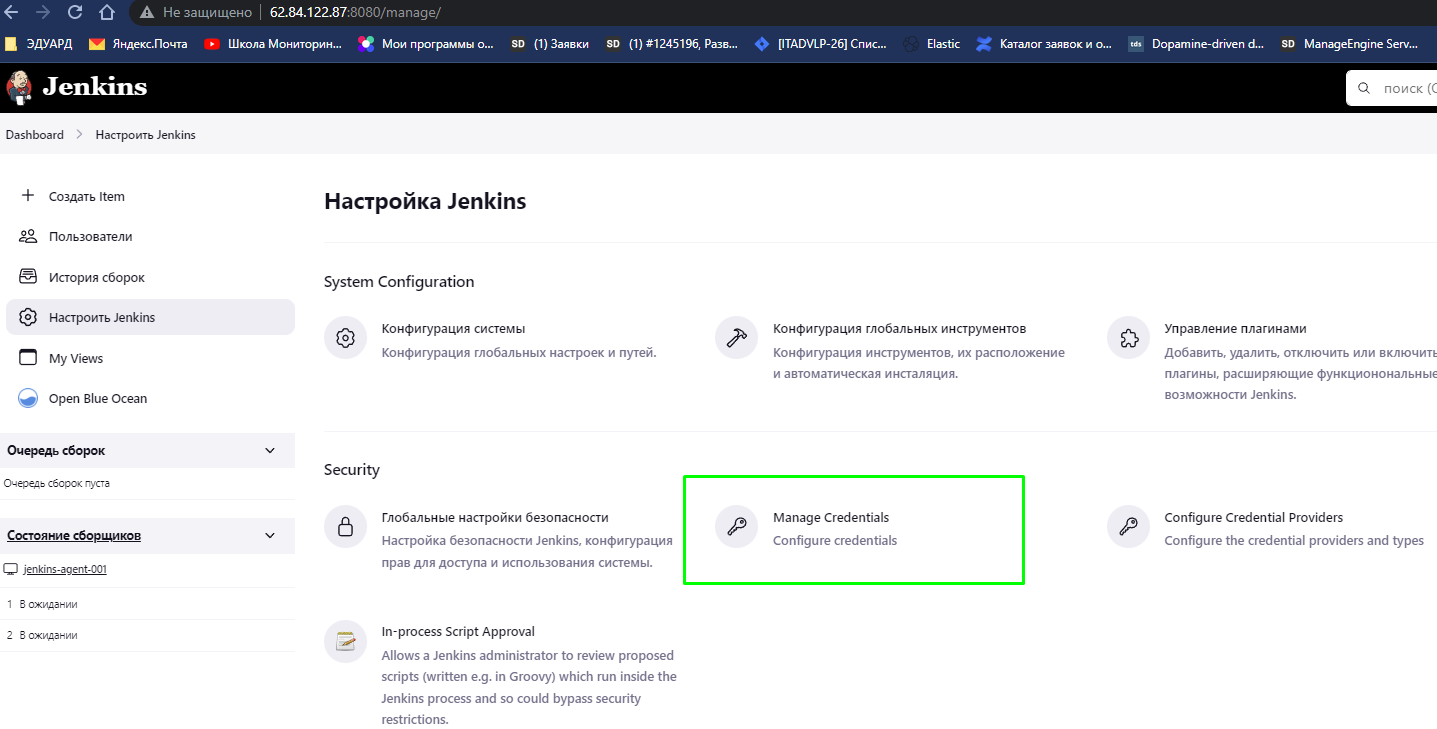 Не защищено 62.84.122.87:8080/manage/
ЭДУАРД Яндекс.Почта Школа Мониторин... Мои программы о... SD (1) Заявки SD (1) #1245196, Разв... [ITADVLP-26] Спис... Elastic Каталог заявок и о... tds Dopamine-driven d... SD ManageEngine Serv...
Jenkins
поиск (
Dashboard Настроить Jenkins
Создать Item
Пользователи
История сборок
Настроить Jenkins
My Views
Open Blue Ocean
Очередь сборок
Очередь сборок пуста
Состояние сборщиков
jenkins-agent-001
1 В ожидании
2 В ожидании
Настройка Jenkins
System Configuration
Конфигурация системы
Конфигурация глобальных настроек и путей.
Конфигурация глобальных инструментов
Конфигурация инструментов, их расположение
и автоматическая инсталяция.
Управление плагинами
Добавить, удалить, отключить или включить
плагины, расширяющие функционональные
возможности Jenkins.
Security
Глобальные настройки безопасности
Настройка безопасности Jenkins, конфигурация
прав для доступа и использования системы.
Manage Credentials
Configure credentials
Configure Credential Providers
Configure the credential providers and types
In-process Script Approval
Allows a Jenkins administrator to review proposed
scripts (written e.g. in Groovy) which run inside the
Jenkins process and so could bypass security
restrictions.